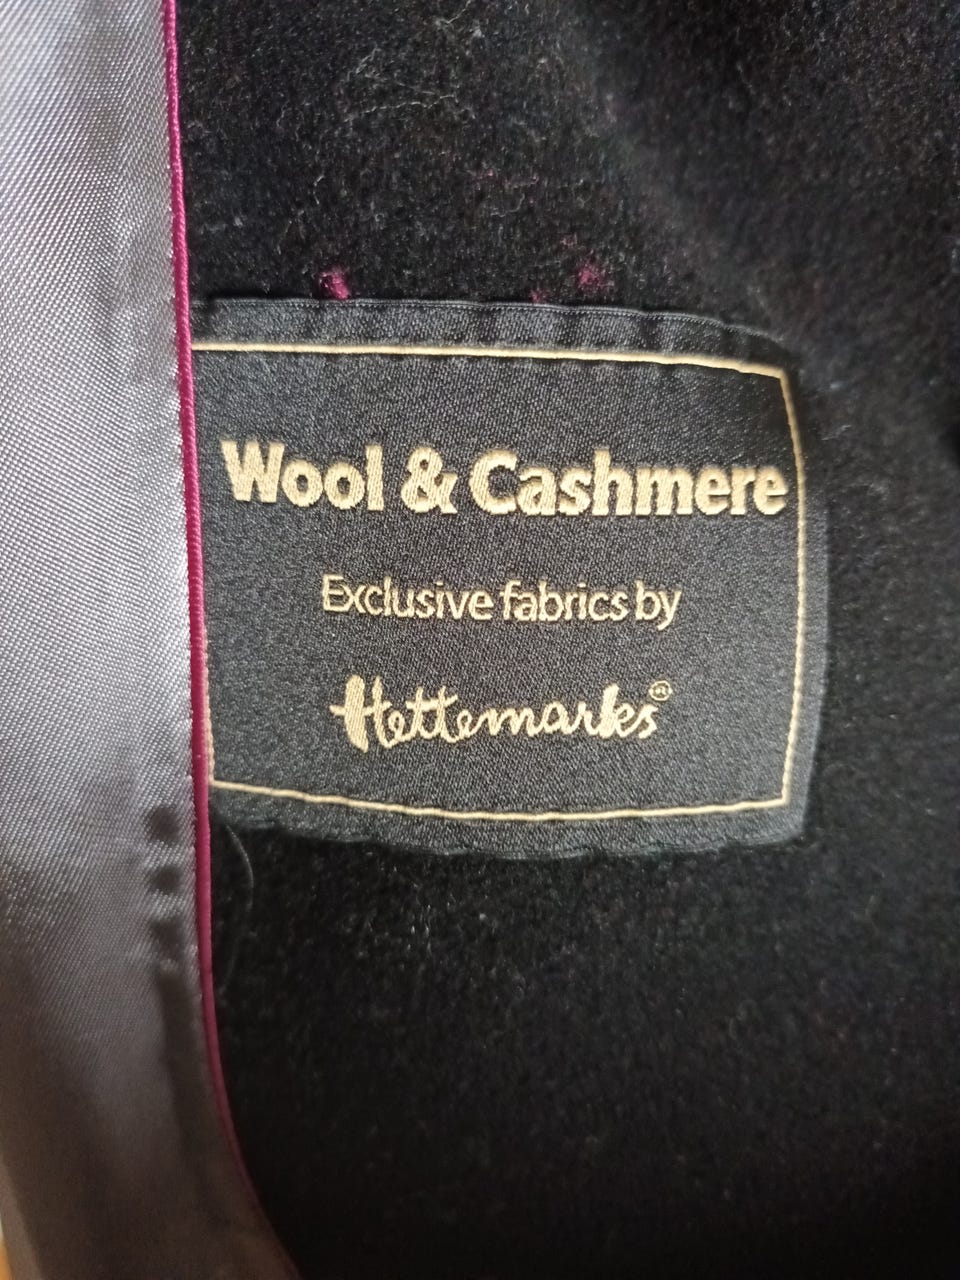 Wool & Cashmere
Exclusive fabrics by
Hettemarks®